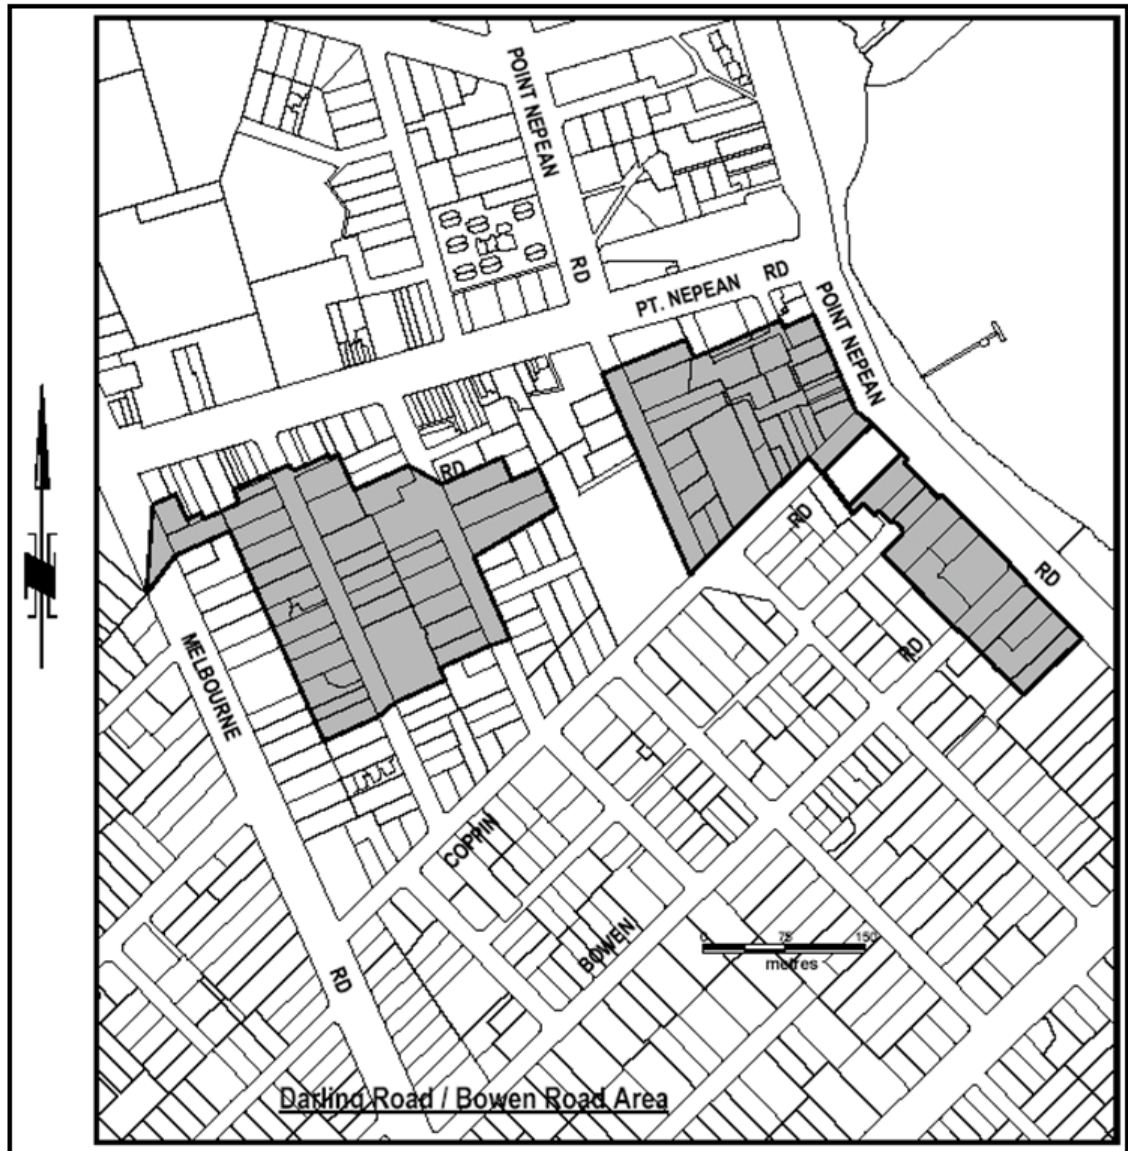 POINT NEPEAN
RD
PT. NEPEAN RD
POINT NEPEAN
RD
RD
RD
RD
MELBOURNE
RD
COPPIN
BOWEN
0 75 150
metres
Darling Road / Bowen Road Area